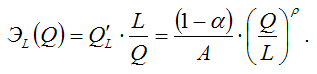 Э_L(Q) = Q'_L · L/Q = (1−α)/A · (Q/L)^ρ .